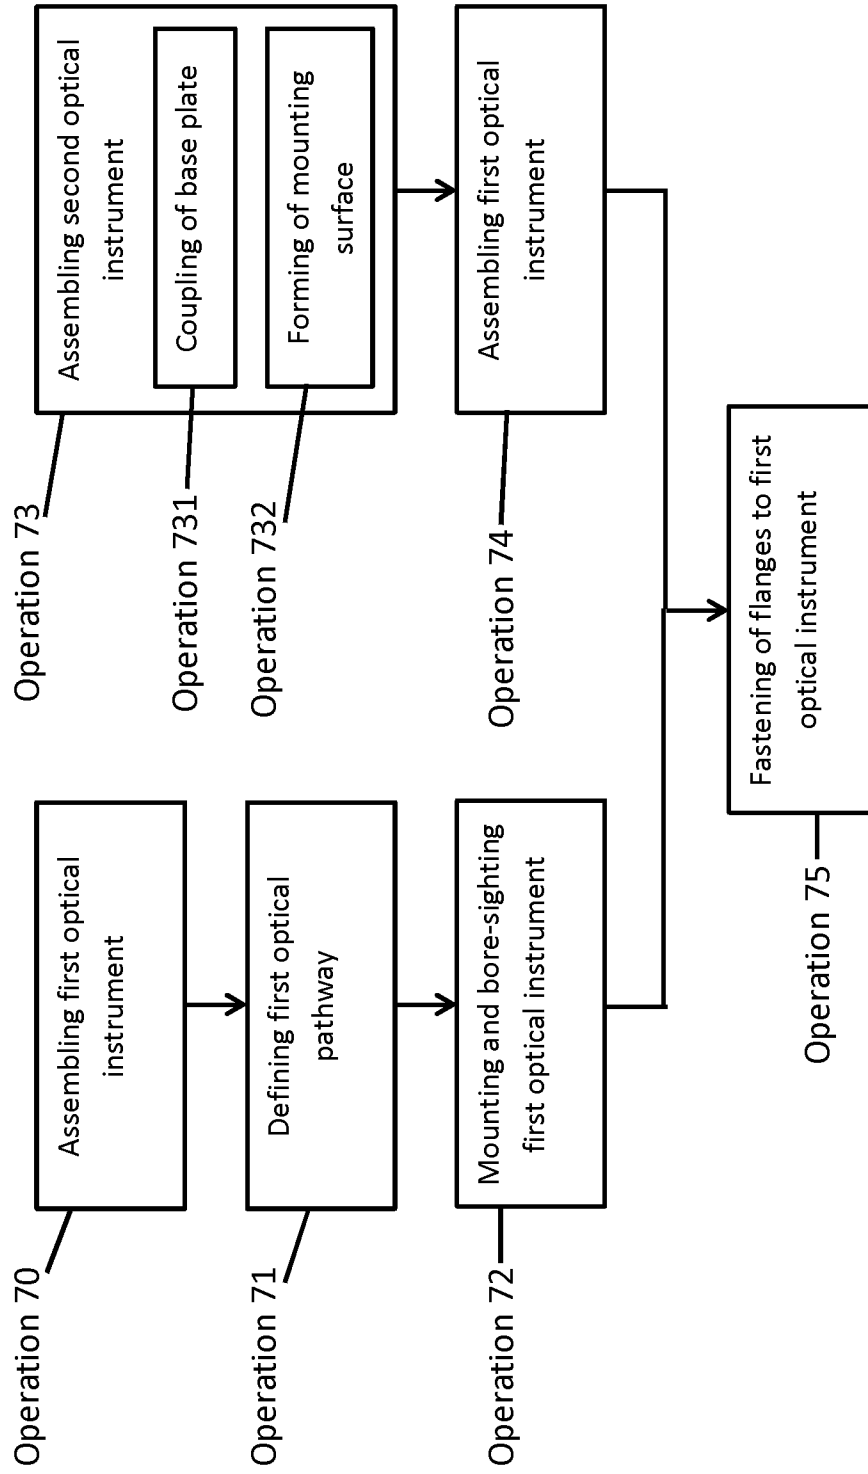 Operation 70
Assembling first optical
instrument
Operation 71
Defining first optical
pathway
Operation 72
Mounting and bore-sighting
first optical instrument
Operation 73
Assembling second optical
instrument
Operation 731
Coupling of base plate
Operation 732
Forming of mounting
surface
Operation 74
Assembling first optical
instrument
Operation 75
Fastening of flanges to first
optical instrument